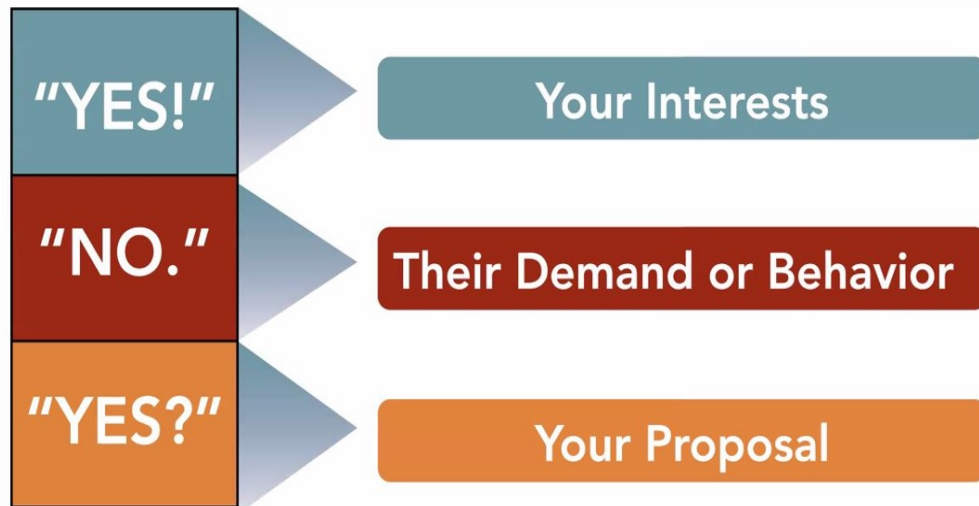 “YES!”
Your Interests
“NO.”
Their Demand or Behavior
“YES?”
Your Proposal